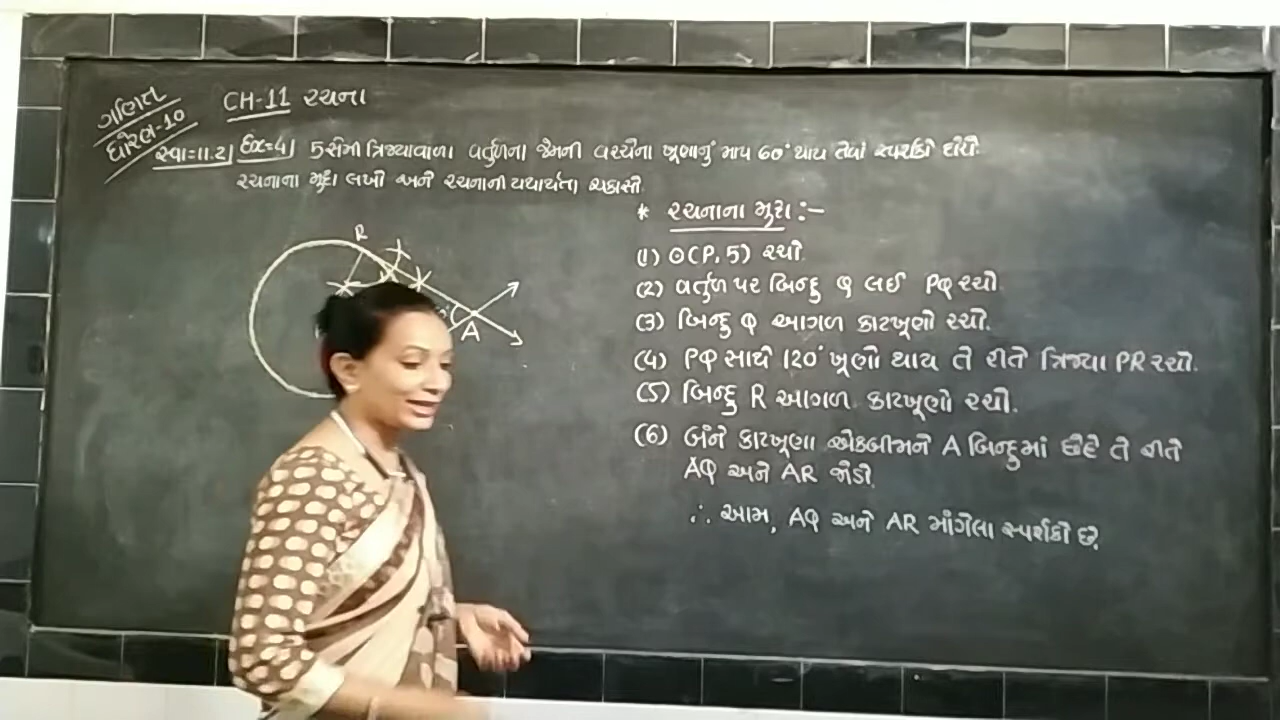 ગણિત
ધોરણ-10
CH-11 રચના
સ્વા=11.2 Ex=4 5 સેમી ત્રિજ્યાવાળા વર્તુળના જેમની વચ્ચેના ખૂણાનું માપ 60° થાય તેવાં સ્પર્શકો દોરો.
રચનાના મુદ્દા લખો અને રચનાની યથાર્થતા ચકાસો.
* રચનાના મુદ્દા :-
(1) ⊙(P, 5) રચો.
(2) વર્તુળ પર બિન્દુ Q લઈ PQ રચો.
(3) બિન્દુ Q આગળ કાટખૂણો રચો.
(4) PQ સાથે 120° ખૂણો થાય તે રીતે ત્રિજ્યા PR રચો.
(5) બિન્દુ R આગળ કાટખૂણો રચો.
(6) બંને કાટખૂણા એકબીજાને A બિન્દુમાં છેદે તે રીતે
AQ અને AR જોડો.
∴ આમ, AQ અને AR માંગેલા સ્પર્શકો છે.
R
A